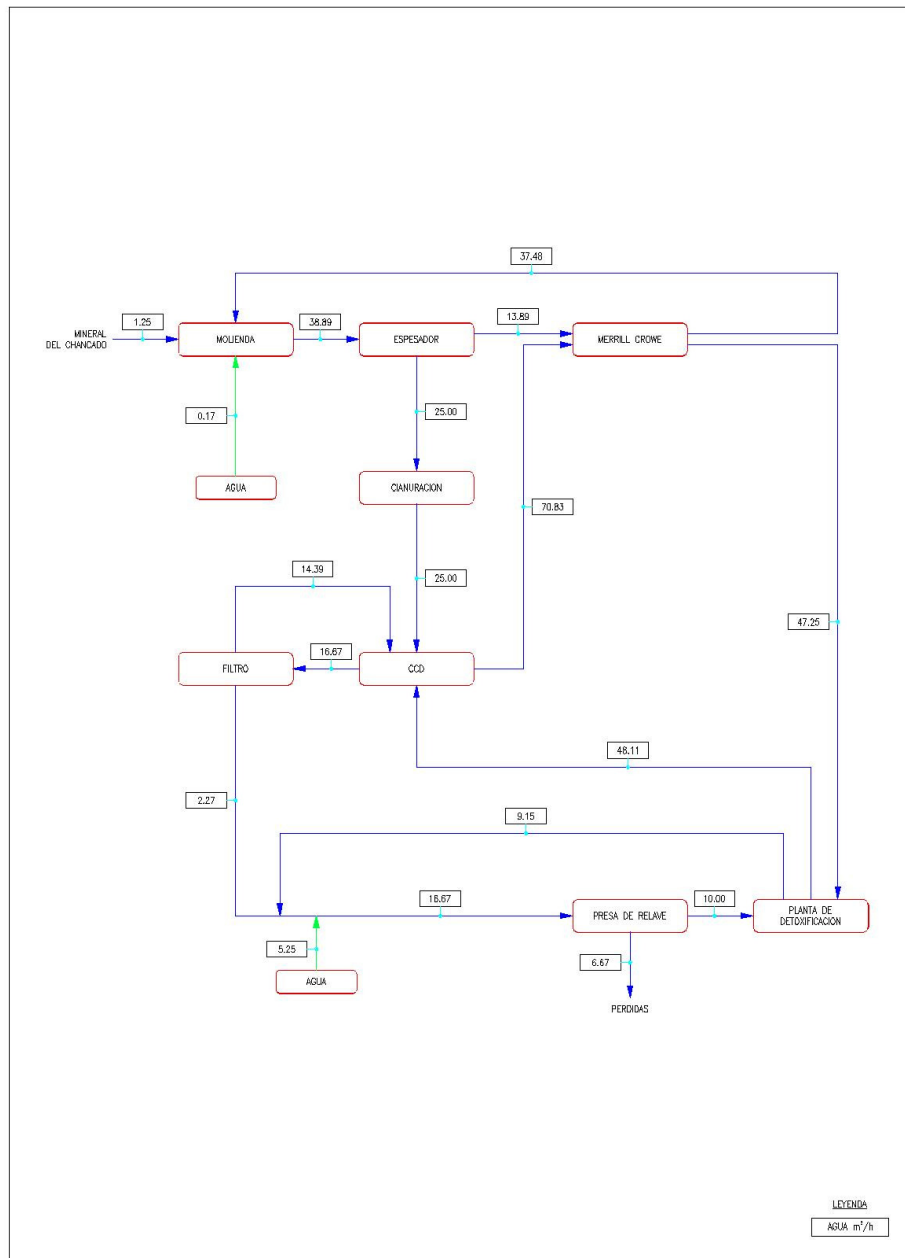 37.48
1.25
38.89
13.89
MINERAL
DEL CHANCADO
MOLIENDA
ESPESADOR
MERRILL CROWE
0.17
25.00
AGUA
CIANURACION
70.83
14.39
25.00
47.25
16.67
FILTRO
CCD
48.11
2.27
9.15
16.67
10.00
PRESA DE RELAVE
PLANTA DE
DETOXIFICACION
5.25
6.67
AGUA
PERDIDAS
LEYENDA
AGUA m³/h